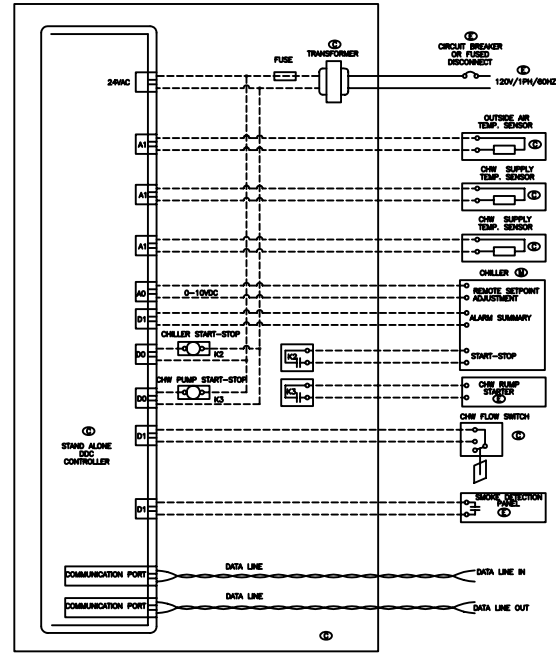 Ⓔ
CIRCUIT BREAKER
OR FUSED
DISCONNECT
Ⓒ
TRANSFORMER
FUSE
Ⓔ
120V/1PH/60HZ
24VAC
OUTSIDE AIR
TEMP. SENSOR
A1
Ⓒ
CHW SUPPLY
TEMP. SENSOR
A1
Ⓒ
CHW SUPPLY
TEMP. SENSOR
A1
Ⓒ
CHILLER Ⓜ
A0
0-10VDC
REMOTE SETPOINT
ADJUSTMENT
D1
ALARM SUMMARY
CHILLER START-STOP
D0
K2
K2
START-STOP
CHW PUMP START-STOP
D0
K3
K3
CHW RUMP
STARTER
Ⓔ
CHW FLOW SWITCH
D1
Ⓒ
Ⓒ
STAND ALONE
DDC
CONTROLLER
D1
SMOKE DETECTION
PANEL
Ⓔ
COMMUNICATION PORT
DATA LINE
DATA LINE IN
COMMUNICATION PORT
DATA LINE
DATA LINE OUT
Ⓒ